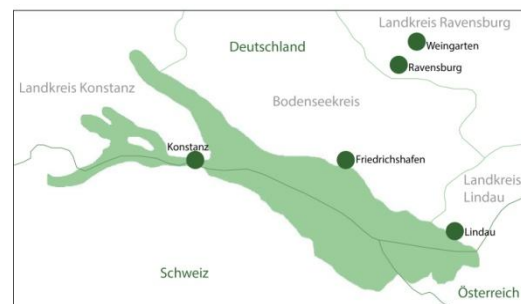 Landkreis Ravensburg
Weingarten
Deutschland
Ravensburg
Landkreis Konstanz
Bodenseekreis
Konstanz
Friedrichshafen
Landkreis
Lindau
Lindau
Schweiz
Österreich